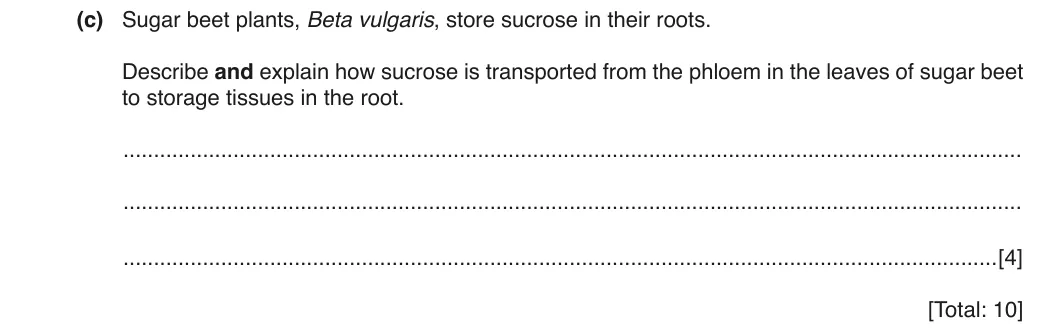 (c) Sugar beet plants, Beta vulgaris, store sucrose in their roots.
Describe and explain how sucrose is transported from the phloem in the leaves of sugar beet
to storage tissues in the root.
..........................................................................................................................................................
..........................................................................................................................................................
.....................................................................................................................................................[4]
[Total: 10]